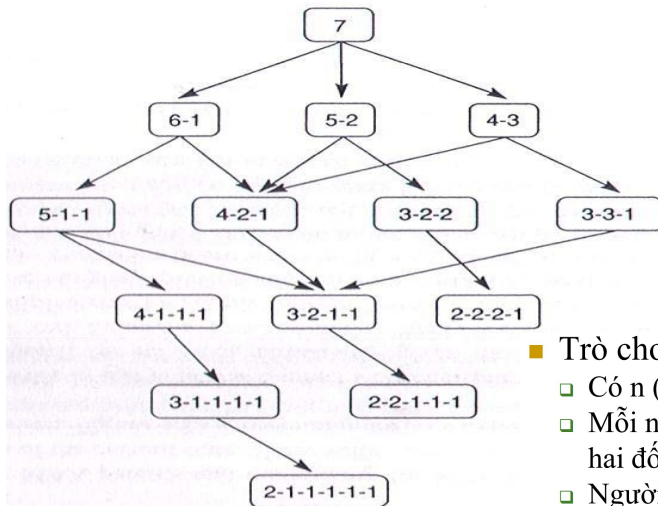 7
6-1 5-2 4-3
5-1-1 4-2-1 3-2-2 3-3-1
4-1-1-1 3-2-1-1 2-2-2-1
Trò cho
3-1-1-1-1 2-2-1-1-1
Có n (
Mỗi n
hai đố
2-1-1-1-1-1
Người